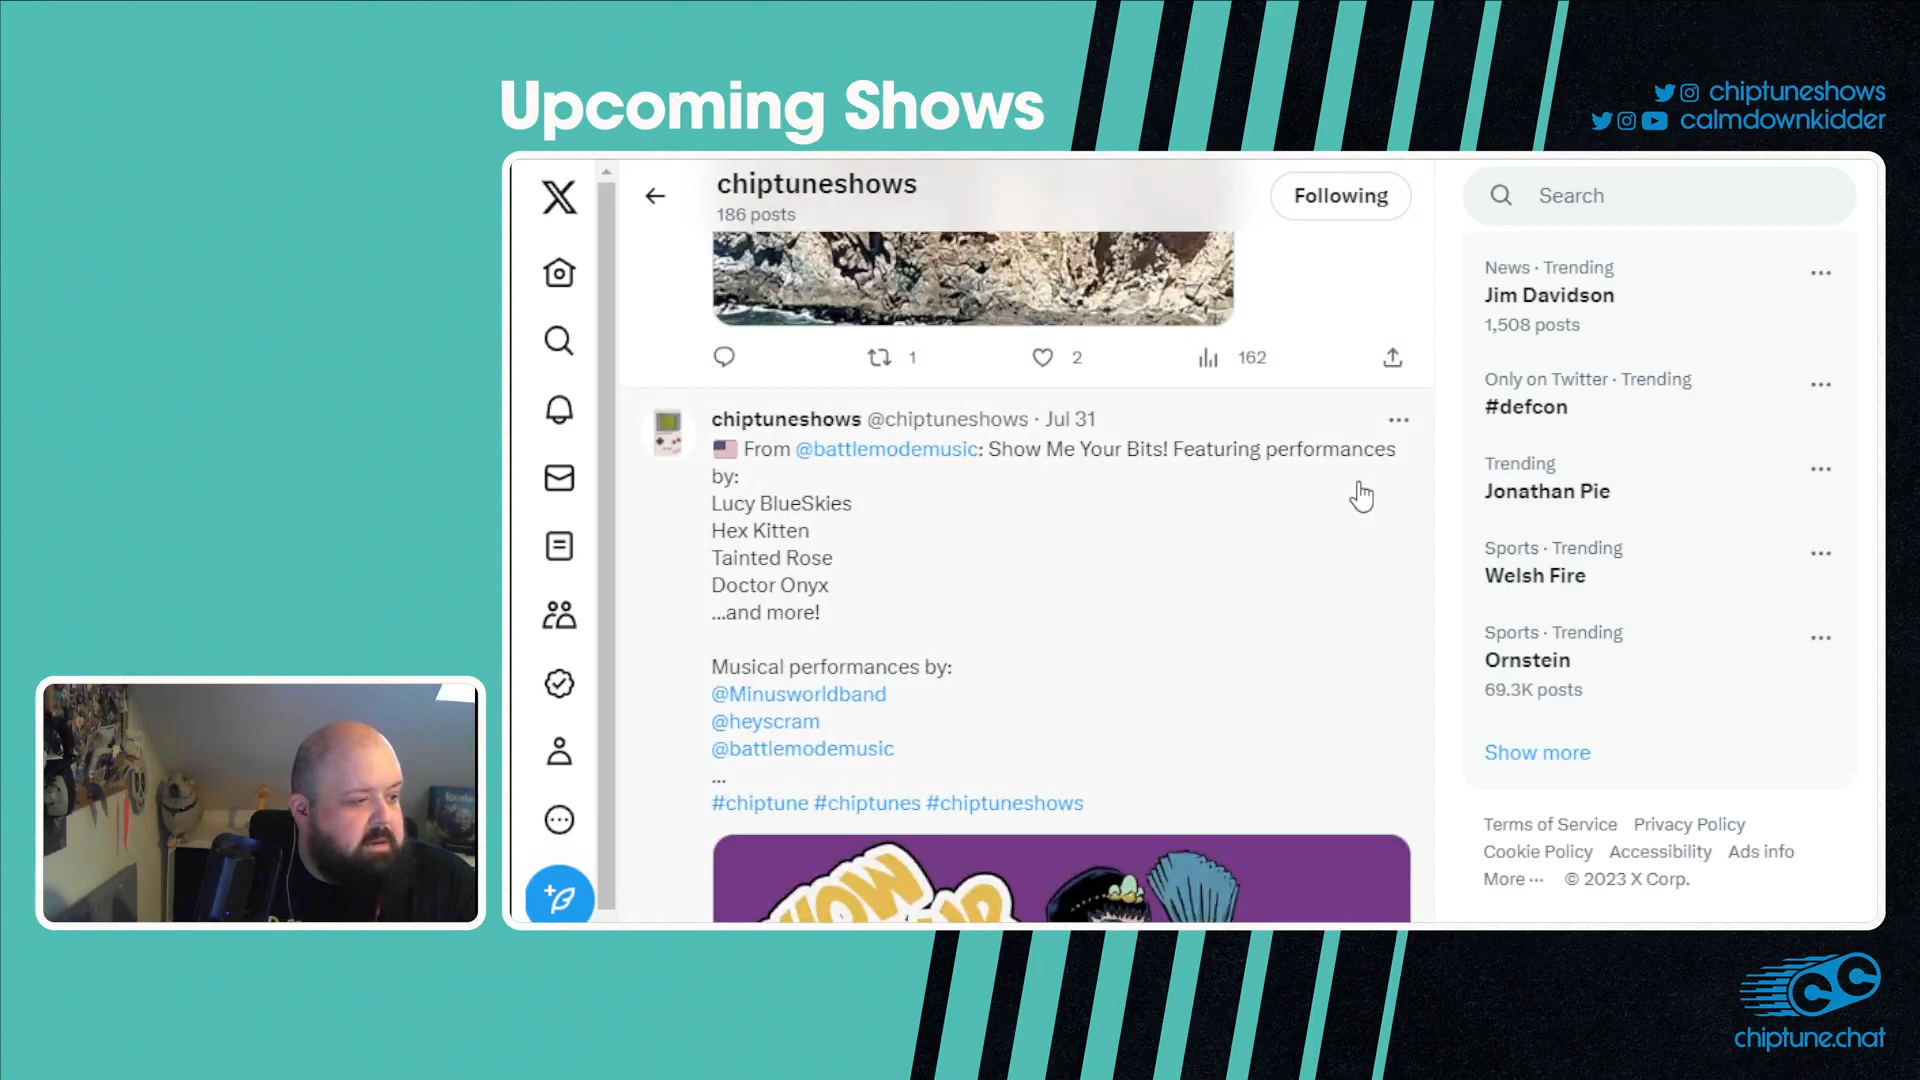 Upcoming Shows
chiptuneshows
calmdownkidder
chiptuneshows
186 posts
Following
Search
1
2
162
chiptuneshows @chiptuneshows · Jul 31
🇺🇸 From @battlemodemusic: Show Me Your Bits! Featuring performances
by:
Lucy BlueSkies
Hex Kitten
Tainted Rose
Doctor Onyx
...and more!
Musical performances by:
@Minusworldband
@heyscram
@battlemodemusic
...
#chiptune #chiptunes #chiptuneshows
SHOW
News · Trending
Jim Davidson
1,508 posts
Only on Twitter · Trending
#defcon
Trending
Jonathan Pie
Sports · Trending
Welsh Fire
Sports · Trending
Ornstein
69.3K posts
Show more
Terms of Service Privacy Policy
Cookie Policy Accessibility Ads info
More ··· © 2023 X Corp.
CC
chiptune.chat